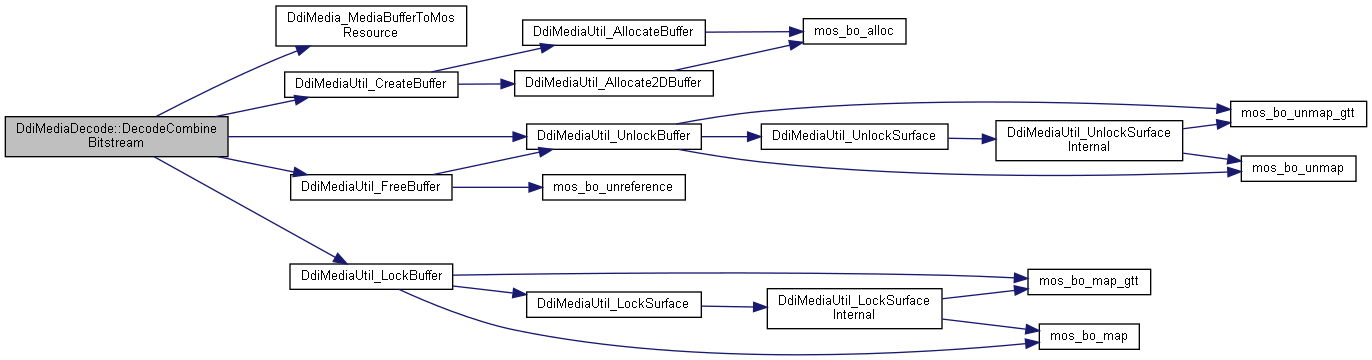 DdiMedia_MediaBufferToMos
Resource
DdiMediaUtil_AllocateBuffer
mos_bo_alloc
DdiMediaUtil_CreateBuffer
DdiMediaUtil_Allocate2DBuffer
DdiMediaDecode::DecodeCombine
Bitstream
DdiMediaUtil_UnlockBuffer
DdiMediaUtil_UnlockSurface
DdiMediaUtil_UnlockSurface
Internal
mos_bo_unmap_gtt
mos_bo_unmap
DdiMediaUtil_FreeBuffer
mos_bo_unreference
DdiMediaUtil_LockBuffer
DdiMediaUtil_LockSurface
DdiMediaUtil_LockSurface
Internal
mos_bo_map_gtt
mos_bo_map